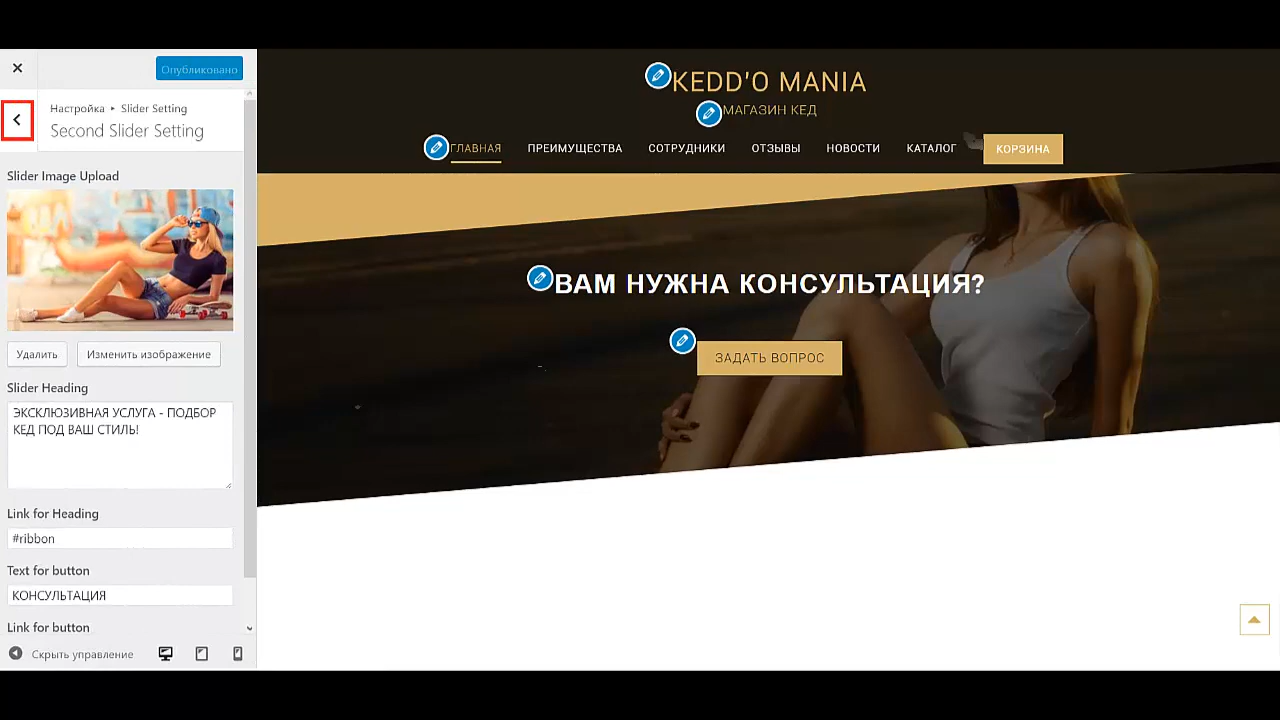 Опубликовано
Настройка ▸ Slider Setting
Second Slider Setting
Slider Image Upload
Удалить
Изменить изображение
Slider Heading
ЭКСКЛЮЗИВНАЯ УСЛУГА - ПОДБОР
КЕД ПОД ВАШ СТИЛЬ!
Link for Heading
#ribbon
Text for button
КОНСУЛЬТАЦИЯ
Link for button
Скрыть управление
KEDD'O MANIA
МАГАЗИН КЕД
ГЛАВНАЯ ПРЕИМУЩЕСТВА СОТРУДНИКИ ОТЗЫВЫ НОВОСТИ КАТАЛОГ КОРЗИНА
ВАМ НУЖНА КОНСУЛЬТАЦИЯ?
ЗАДАТЬ ВОПРОС